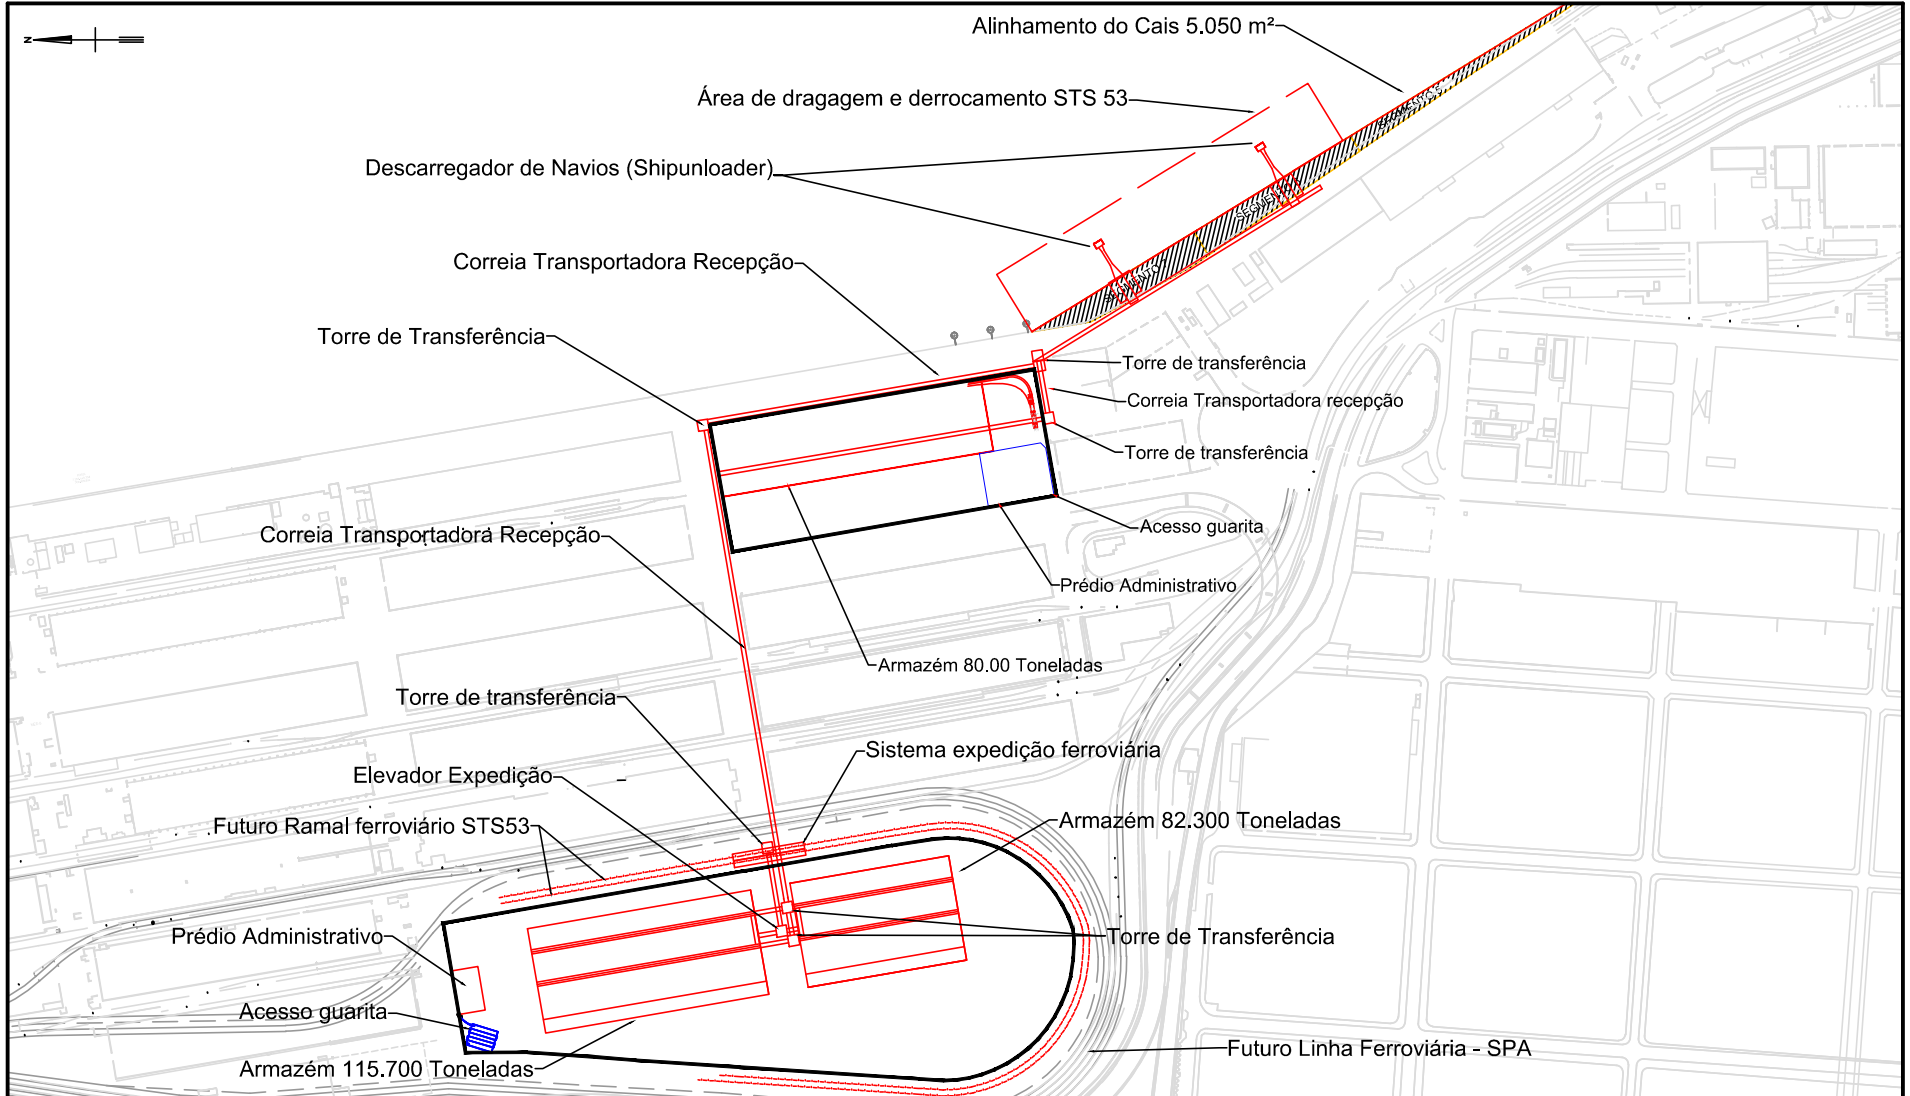 N
Alinhamento do Cais 5.050 m²
Área de dragagem e derrocamento STS 53
SEGMENTO
Descarregador de Navios (Shipunloader)
SEGMENTO
Correia Transportadora Recepção
SEGMENTO
Torre de Transferência
Torre de transferência
Correia Transportadora recepção
Torre de transferência
Acesso guarita
Correia Transportadora Recepção
Prédio Administrativo
Armazém 80.00 Toneladas
Torre de transferência
Sistema expedição ferroviária
Elevador Expedição
Futuro Ramal ferroviário STS53
Armazém 82.300 Toneladas
Prédio Administrativo
Torre de Transferência
Acesso guarita
Futuro Linha Ferroviária - SPA
Armazém 115.700 Toneladas